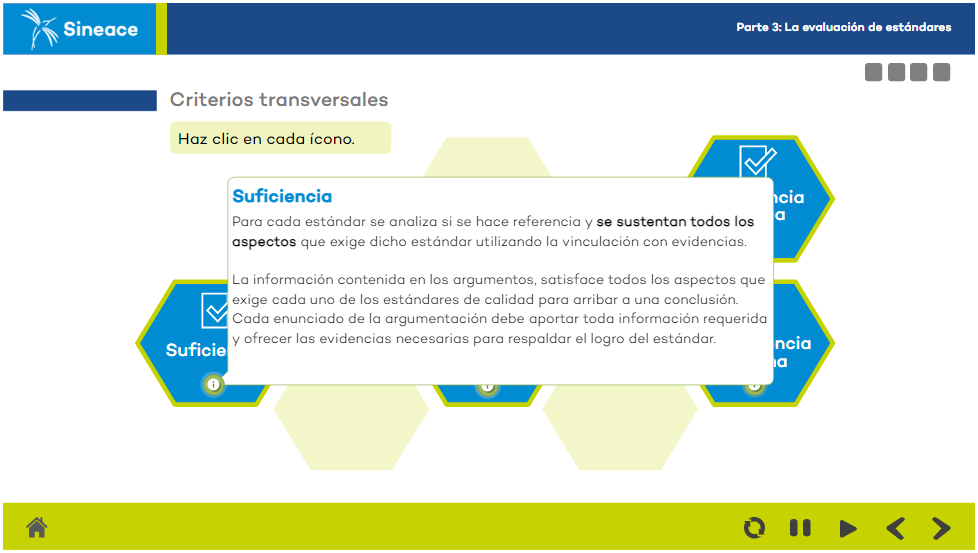 Sineace
Parte 3: La evaluación de estándares
Criterios transversales
Haz clic en cada ícono.
Suficiencia
Para cada estándar se analiza si se hace referencia y se sustentan todos los
aspectos que exige dicho estándar utilizando la vinculación con evidencias.
La información contenida en los argumentos, satisface todos los aspectos que
exige cada uno de los estándares de calidad para arribar a una conclusión.
Cada enunciado de la argumentación debe aportar toda información requerida
y ofrecer las evidencias necesarias para respaldar el logro del estándar.